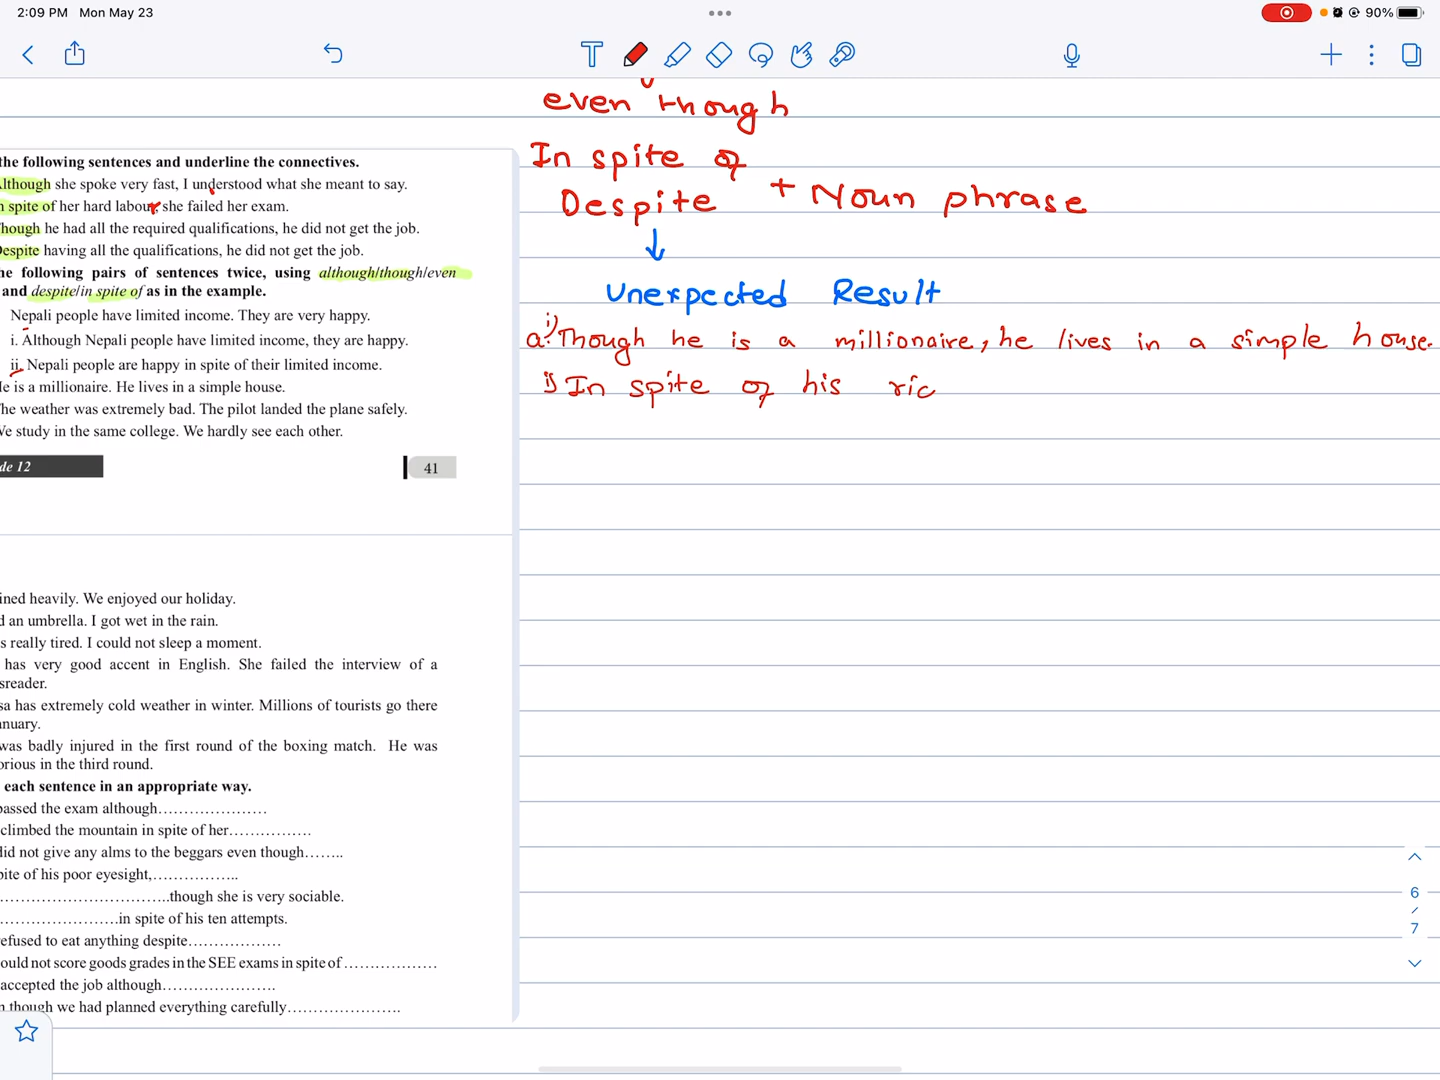 2:09 PM Mon May 23
90%
even though
In spite of
Despite + Noun phrase
Unexpected Result
a. i) Though he is a millionaire, he lives in a simple house.
i) In spite of his ric
the following sentences and underline the connectives.
lthough she spoke very fast, I understood what she meant to say.
n spite of her hard labour, she failed her exam.
hough he had all the required qualifications, he did not get the job.
Despite having all the qualifications, he did not get the job.
he following pairs of sentences twice, using although/though/even
and despite/in spite of as in the example.
Nepali people have limited income. They are very happy.
i. Although Nepali people have limited income, they are happy.
ii. Nepali people are happy in spite of their limited income.
He is a millionaire. He lives in a simple house.
The weather was extremely bad. The pilot landed the plane safely.
We study in the same college. We hardly see each other.
de 12
41
ined heavily. We enjoyed our holiday.
d an umbrella. I got wet in the rain.
s really tired. I could not sleep a moment.
has very good accent in English. She failed the interview of a
sreader.
sa has extremely cold weather in winter. Millions of tourists go there
nuary.
was badly injured in the first round of the boxing match. He was
orious in the third round.
each sentence in an appropriate way.
passed the exam although.....................
climbed the mountain in spite of her................
did not give any alms to the beggars even though........
pite of his poor eyesight,................
................................though she is very sociable.
......................in spite of his ten attempts.
efused to eat anything despite..................
ould not score goods grades in the SEE exams in spite of ..................
accepted the job although......................
n though we had planned everything carefully......................
6
/
7